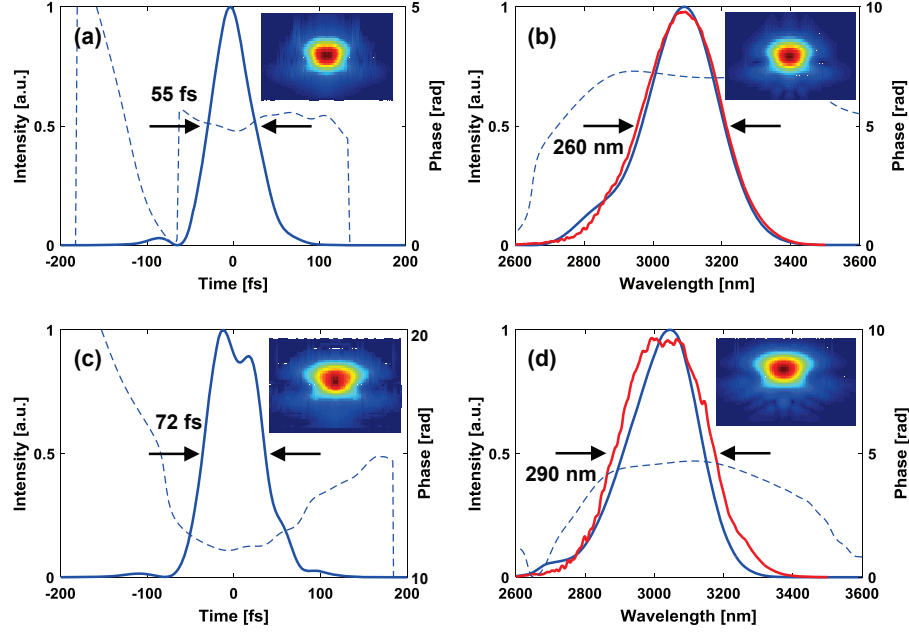 (a)
55 fs
Intensity [a.u.]
1
0.5
0
5
0
Phase [rad]
-200 -100 0 100 200
Time [fs]
(b)
260 nm
Intensity [a.u.]
1
0.5
0
10
5
0
Phase [rad]
2600 2800 3000 3200 3400 3600
Wavelength [nm]
(c)
72 fs
Intensity [a.u.]
1
0.5
0
20
10
Phase [rad]
-200 -100 0 100 200
Time [fs]
(d)
290 nm
Intensity [a.u.]
1
0.5
0
10
5
0
Phase [rad]
2600 2800 3000 3200 3400 3600
Wavelength [nm]